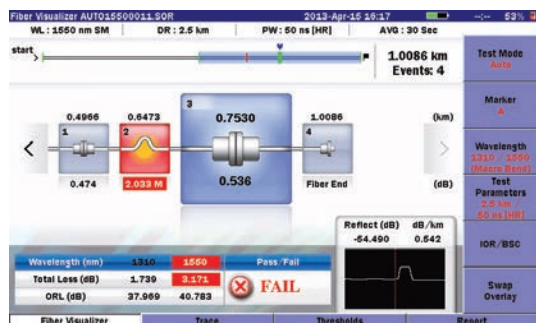 Fiber Visualizer AUTO15500011.SOR 2013-Apr-15 16:17 --:-- 53%
WL : 1550 nm SM DR : 2.5 km PW : 50 ns [HR] AVG : 30 Sec
start
1.0086 km
Events: 4
0.4966 0.6473 0.7530 1.0086 (km)
1 2 3 4
0.474 2.033 M 0.536 Fiber End (dB)
Reflect (dB) dB/km
-54.490 0.542
Wavelength (nm) 1310 1550 Pass/Fail
Total Loss (dB) 1.739 3.171 FAIL
ORL (dB) 37.969 40.783
Test Mode
Auto
Marker
A
Wavelength
1310 / 1550
(Macro Bend)
Test
Parameters
2.5 km /
50 ns [HR]
IOR/BSC
Swap
Overlay
Fiber Visualizer Trace Thresholds Report